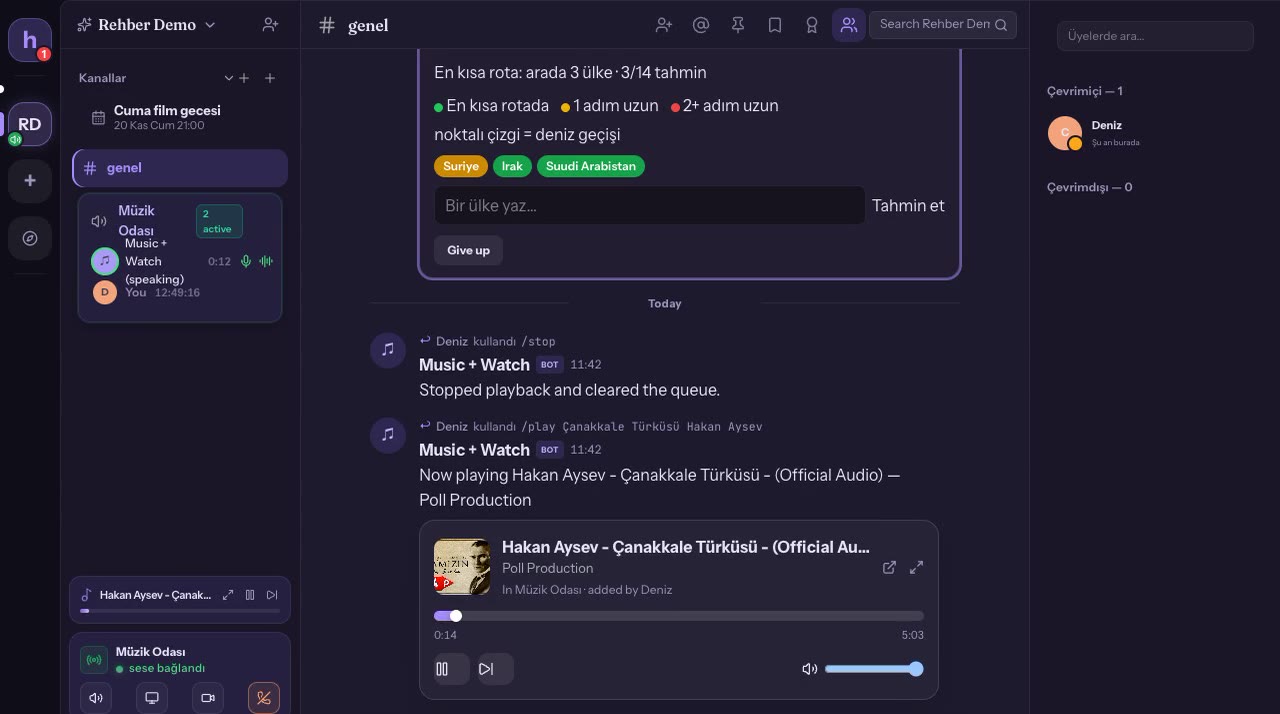 h
1
RD
Rehber Demo
Kanallar
Cuma film gecesi
20 Kas Cum 21:00
genel
Müzik
Odası
2
active
Music +
Watch
(speaking)
0:12
D
You 12:49:16
Hakan Aysev - Çanak...
Müzik Odası
sese bağlandı
genel
Search Rehber Dem
En kısa rota: arada 3 ülke · 3/14 tahmin
En kısa rotada 1 adım uzun 2+ adım uzun
noktalı çizgi = deniz geçişi
Suriye Irak Suudi Arabistan
Bir ülke yaz... Tahmin et
Give up
Today
Deniz kullandı /stop
Music + Watch BOT 11:42
Stopped playback and cleared the queue.
Deniz kullandı /play Çanakkale Türküsü Hakan Aysev
Music + Watch BOT 11:42
Now playing Hakan Aysev - Çanakkale Türküsü - (Official Audio) —
Poll Production
Hakan Aysev - Çanakkale Türküsü - (Official Au...
Poll Production
In Müzik Odası · added by Deniz
0:14 5:03
Üyelerde ara...
Çevrimiçi — 1
Deniz
Şu an burada
Çevrimdışı — 0